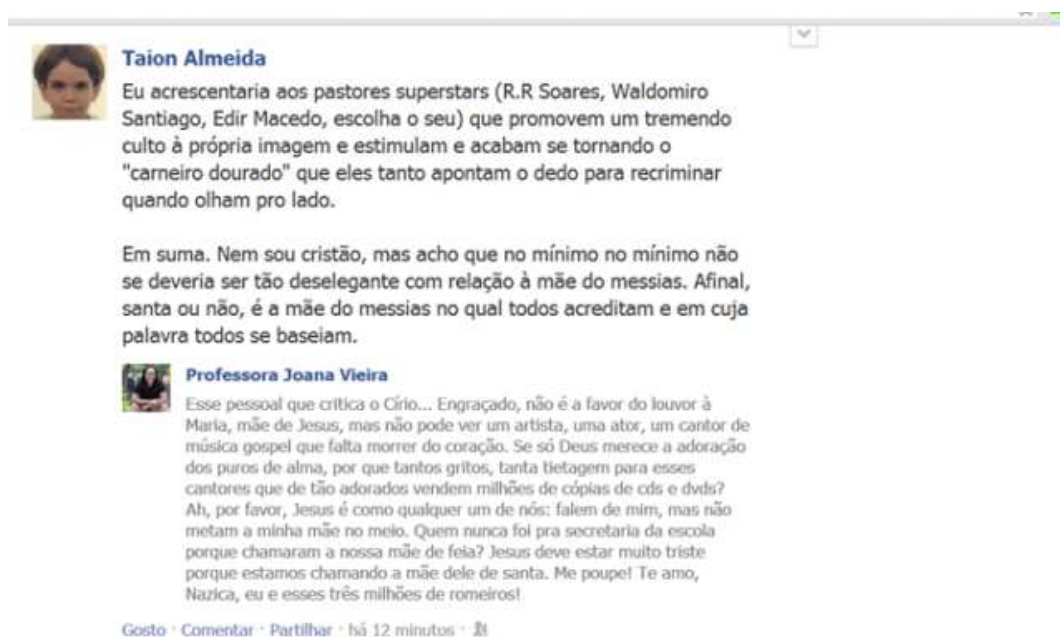 Taion Almeida
Eu acrescentaria aos pastores superstars (R.R Soares, Waldomiro
Santiago, Edir Macedo, escolha o seu) que promovem um tremendo
culto à própria imagem e estimulam e acabam se tornando o
"carneiro dourado" que eles tanto apontam o dedo para recriminar
quando olham pro lado.
Em suma. Nem sou cristão, mas acho que no mínimo no mínimo não
se deveria ser tão deselegante com relação à mãe do messias. Afinal,
santa ou não, é a mãe do messias no qual todos acreditam e em cuja
palavra todos se baseiam.
Professora Joana Vieira
Esse pessoal que critica o Círio... Engraçado, não é a favor do louvor à
Maria, mãe de Jesus, mas não pode ver um artista, uma ator, um cantor de
música gospel que falta morrer do coração. Se só Deus merece a adoração
dos puros de alma, por que tantos gritos, tanta tietagem para esses
cantores que de tão adorados vendem milhões de cópias de cds e dvds?
Ah, por favor, Jesus é como qualquer um de nós: falem de mim, mas não
metam a minha mãe no meio. Quem nunca foi pra secretaria da escola
porque chamaram a nossa mãe de feia? Jesus deve estar muito triste
porque estamos chamando a mãe dele de santa. Me poupe! Te amo,
Nazica, eu e esses três milhões de romeiros!
Gosto · Comentar · Partilhar · há 12 minutos ·